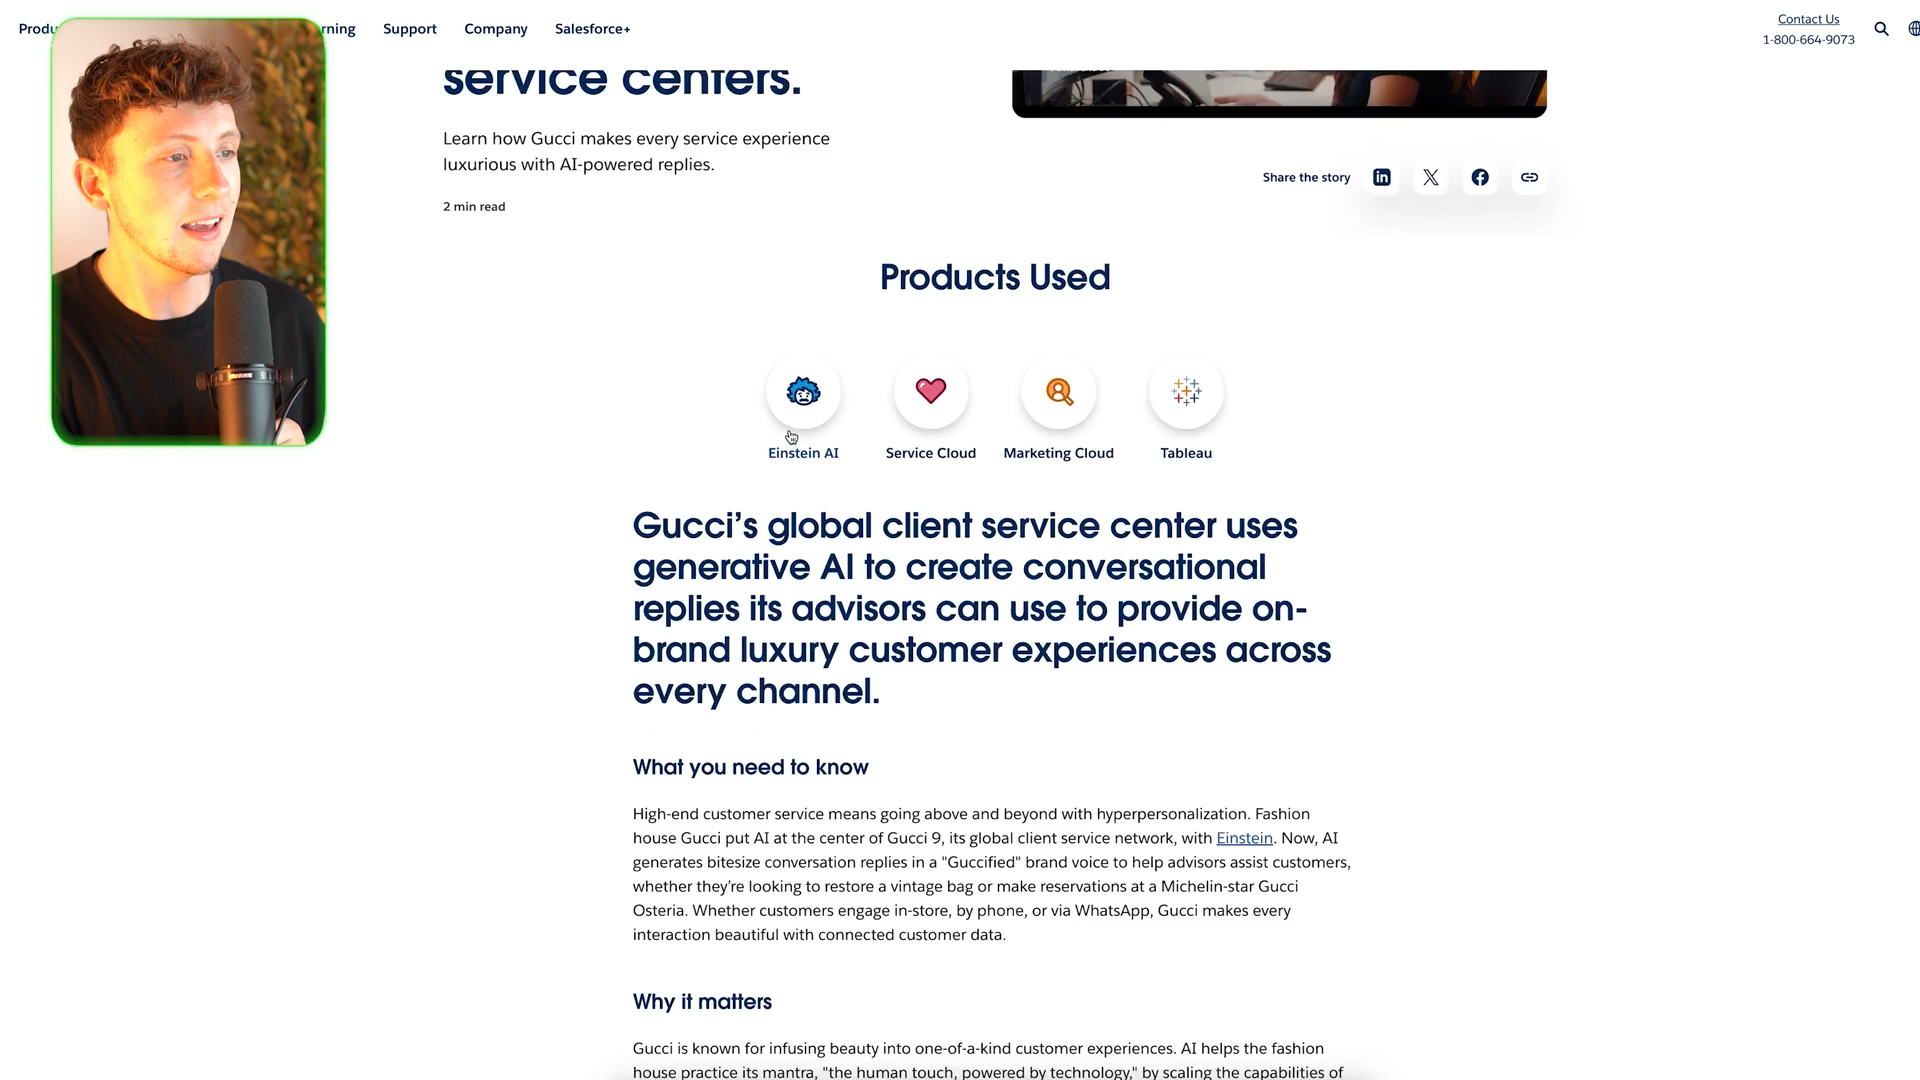 Produ
rning
Support
Company
Salesforce+
Contact Us
1-800-664-9073
service centers.
Learn how Gucci makes every service experience
luxurious with AI-powered replies.
2 min read
Share the story
Products Used
Einstein AI
Service Cloud
Marketing Cloud
Tableau
Gucci’s global client service center uses
generative AI to create conversational
replies its advisors can use to provide on-
brand luxury customer experiences across
every channel.
What you need to know
High-end customer service means going above and beyond with hyperpersonalization. Fashion
house Gucci put AI at the center of Gucci 9, its global client service network, with Einstein. Now, AI
generates bitesize conversation replies in a "Guccified" brand voice to help advisors assist customers,
whether they’re looking to restore a vintage bag or make reservations at a Michelin-star Gucci
Osteria. Whether customers engage in-store, by phone, or via WhatsApp, Gucci makes every
interaction beautiful with connected customer data.
Why it matters
Gucci is known for infusing beauty into one-of-a-kind customer experiences. AI helps the fashion
house practice its mantra, "the human touch, powered by technology," by scaling the capabilities of